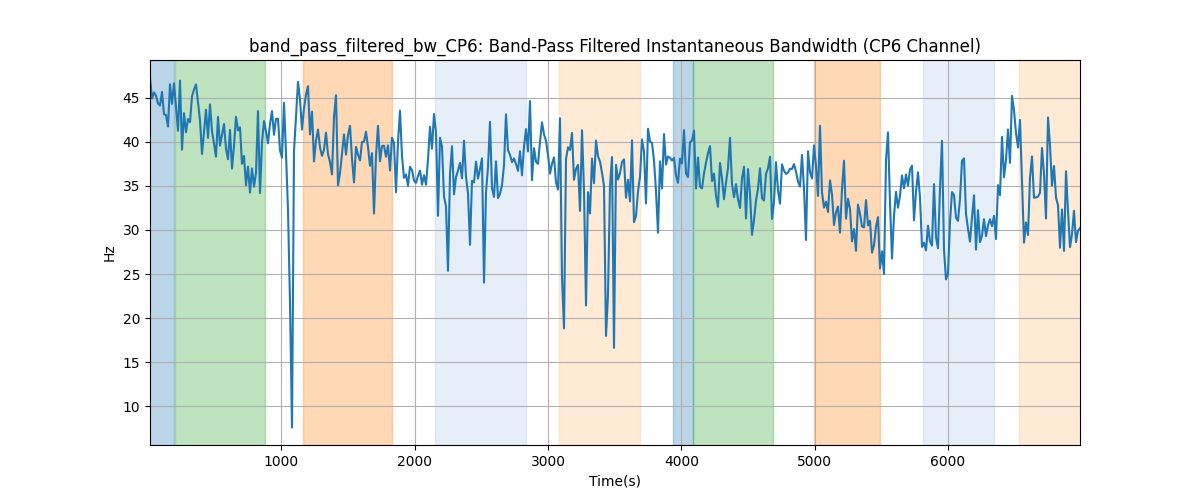 band_pass_filtered_bw_CP6: Band-Pass Filtered Instantaneous Bandwidth (CP6 Channel)
45
40
35
30
25
20
15
10
Hz
1000 2000 3000 4000 5000 6000
Time(s)